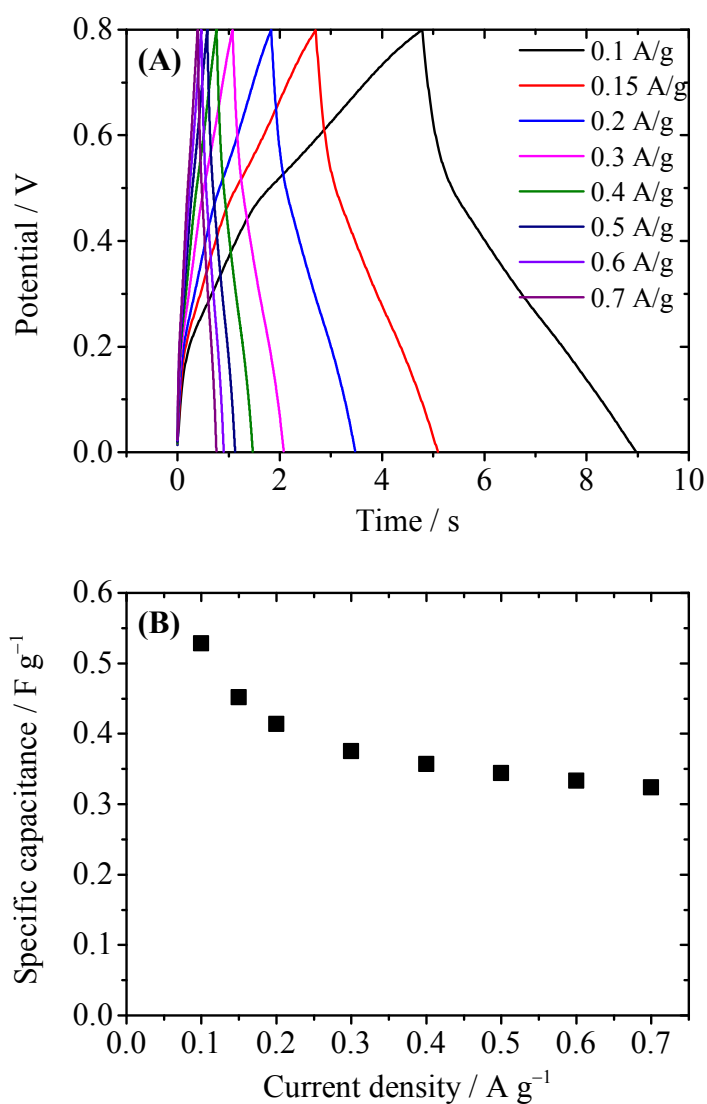 (A)
0.1 A/g
0.15 A/g
0.2 A/g
0.3 A/g
0.4 A/g
0.5 A/g
0.6 A/g
0.7 A/g
Potential / V
0.8
0.6
0.4
0.2
0.0
0 2 4 6 8 10
Time / s
(B)
Specific capacitance / F g⁻¹
0.6
0.5
0.4
0.3
0.2
0.1
0.0
0.0 0.1 0.2 0.3 0.4 0.5 0.6 0.7
Current density / A g⁻¹